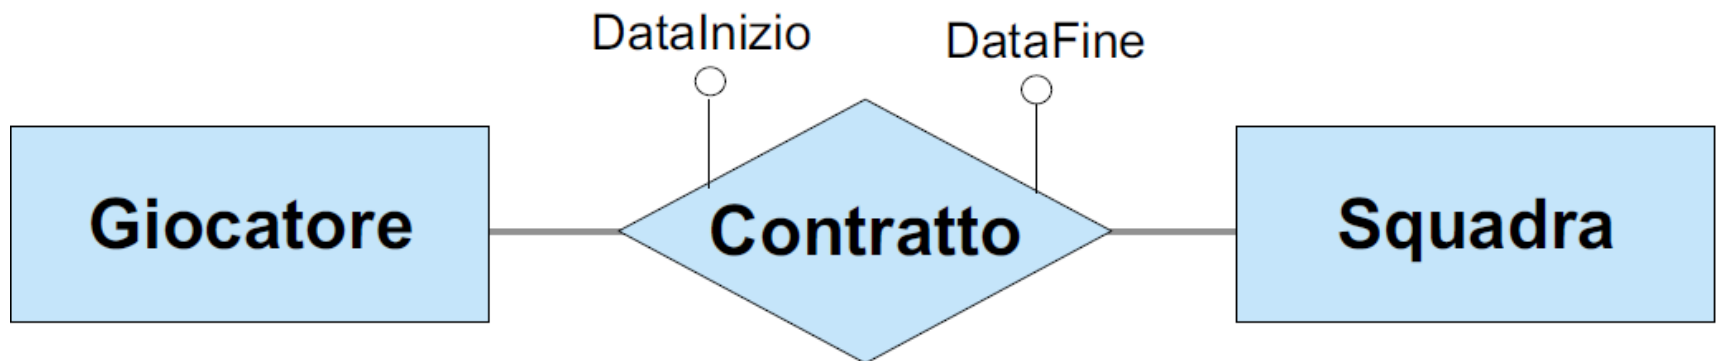 DataInizio
DataFine
Giocatore
Contratto
Squadra